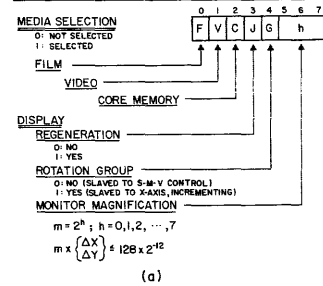 0 1 2 3 4 5 6 7
MEDIA SELECTION
F V C J G h
0: NOT SELECTED
1: SELECTED
FILM
VIDEO
CORE MEMORY
DISPLAY
REGENERATION
0: NO
1: YES
ROTATION GROUP
0: NO (SLAVED TO S-M-V CONTROL)
1: YES (SLAVED TO X-AXIS, INCREMENTING)
MONITOR MAGNIFICATION
m = 2^h ; h = 0,1,2, ··· ,7
m x { ΔX ΔY } ≤ 128 x 2^-12
(a)